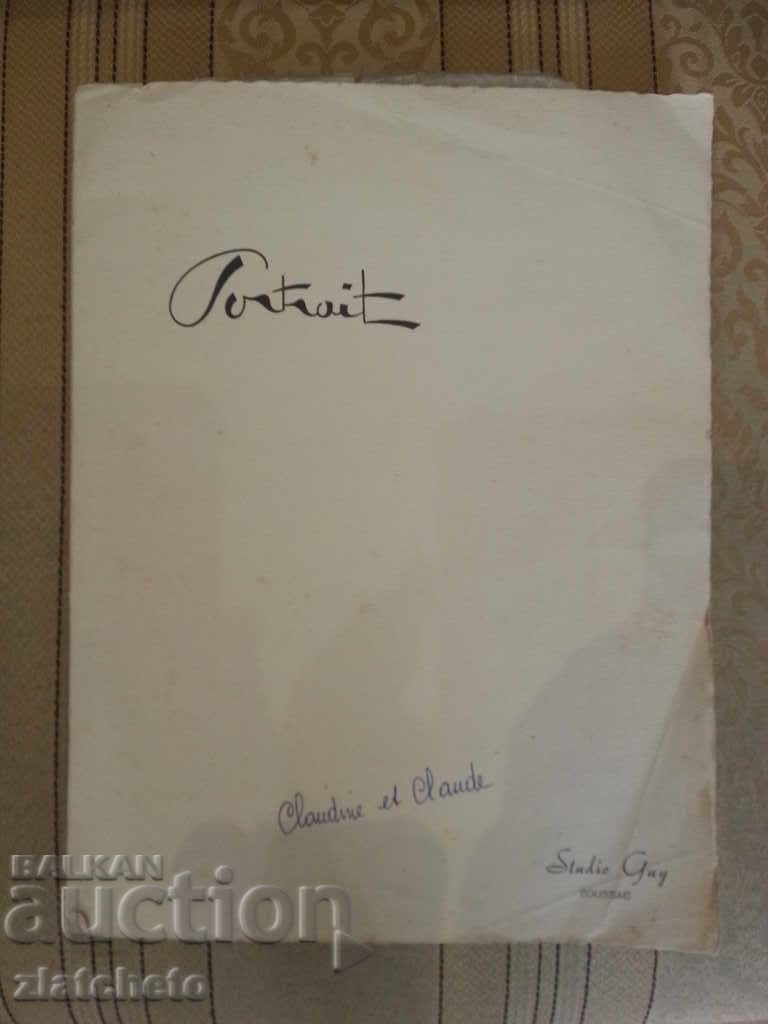 Portrait
Claudine et Claude
Studio Guy
BALKAN
auction
zlatcheto